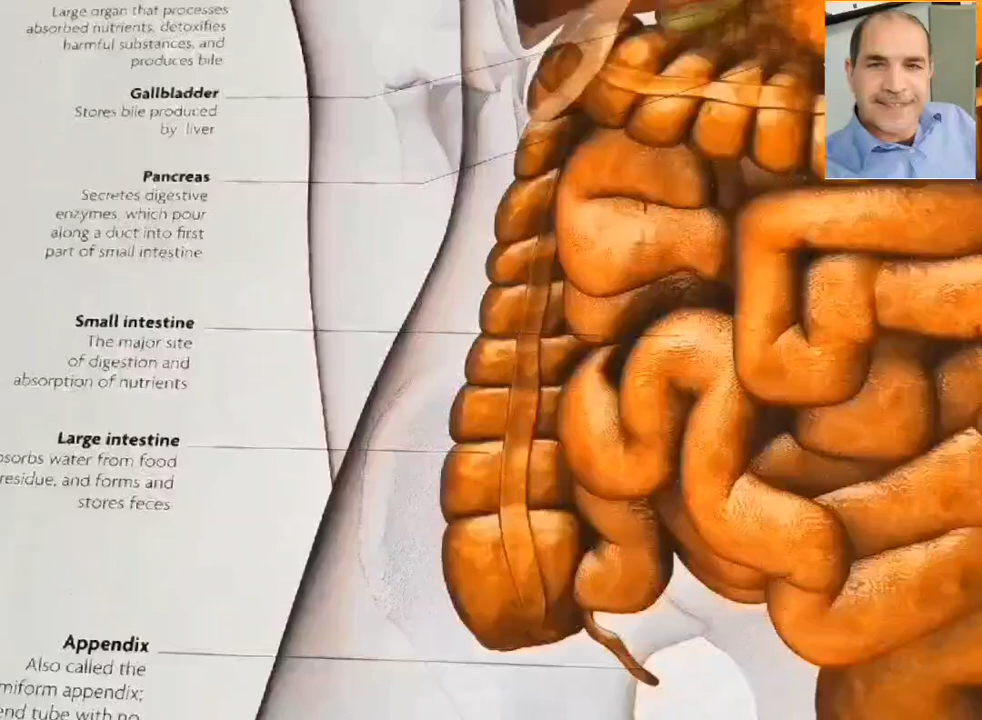 Large organ that processes
absorbed nutrients, detoxifies
harmful substances, and
produces bile
Gallbladder
Stores bile produced
by liver
Pancreas
Secretes digestive
enzymes, which pour
along a duct into first
part of small intestine
Small intestine
The major site
of digestion and
absorption of nutrients
Large intestine
sorbs water from food
residue, and forms and
stores feces
Appendix
Also called the
miform appendix;
end tube with no